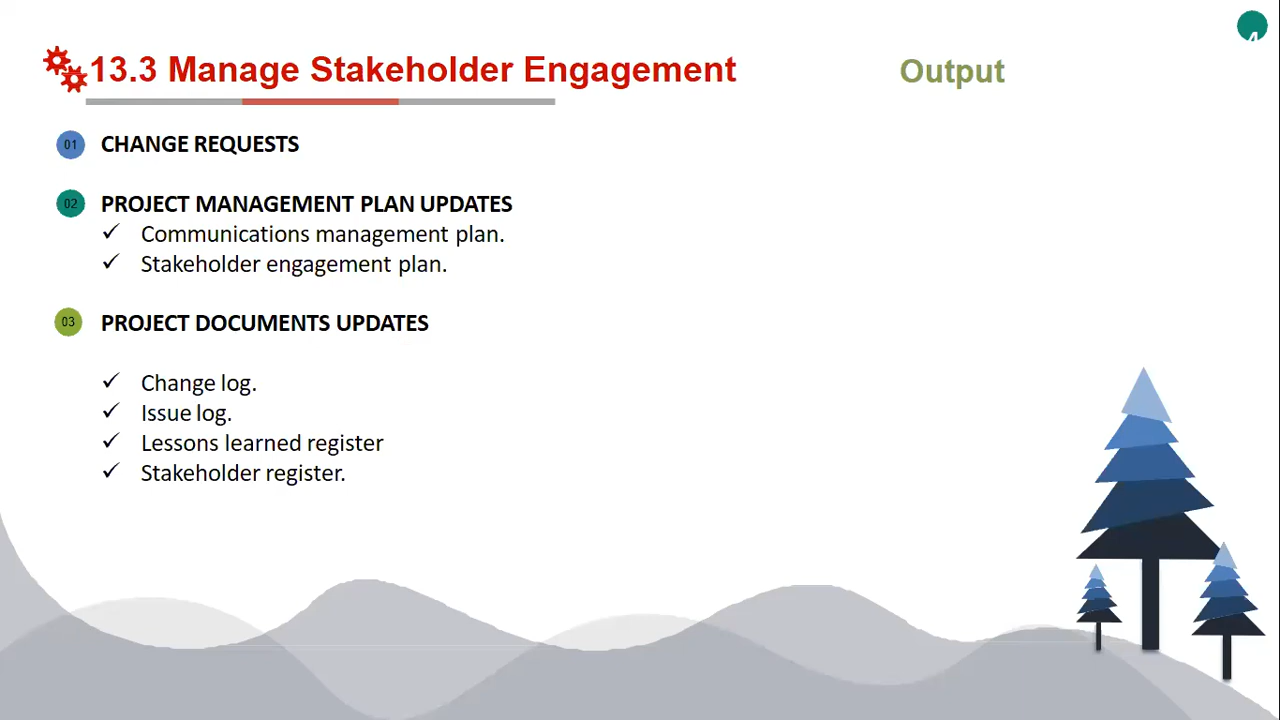 4
13.3 Manage Stakeholder Engagement
Output
01 CHANGE REQUESTS
02 PROJECT MANAGEMENT PLAN UPDATES
✓ Communications management plan.
✓ Stakeholder engagement plan.
03 PROJECT DOCUMENTS UPDATES
✓ Change log.
✓ Issue log.
✓ Lessons learned register
✓ Stakeholder register.